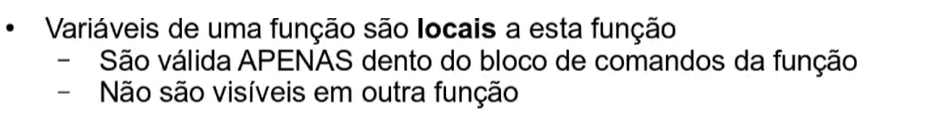 • Variáveis de uma função são locais a esta função
– São válida APENAS dento do bloco de comandos da função
– Não são visíveis em outra função